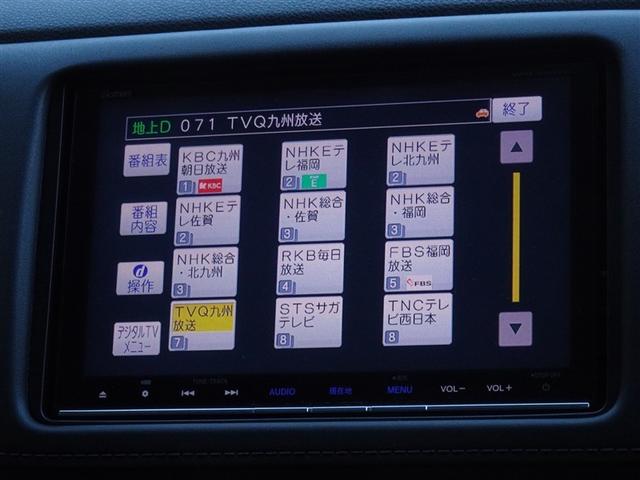 地上D 071 TVQ九州放送
終了
番組表
KBC九州
朝日放送
1 KBC
NHKEテ
レ福岡
2 E
NHKEテ
レ北九州
2
番組
内容
NHKEテ
レ佐賀
2
NHK総合
・佐賀
3
NHK総合
・福岡
3
d
操作
NHK総合
・北九州
3
RKB毎日
放送
4
FBS福岡
放送
5 FBS
デジタルTV
メニュー
TVQ九州
放送
7
STSサガ
テレビ
8
TNCテレ
ビ西日本
8
TUNE·TRACK
AUDIO 現在地 MENU VOL− VOL+